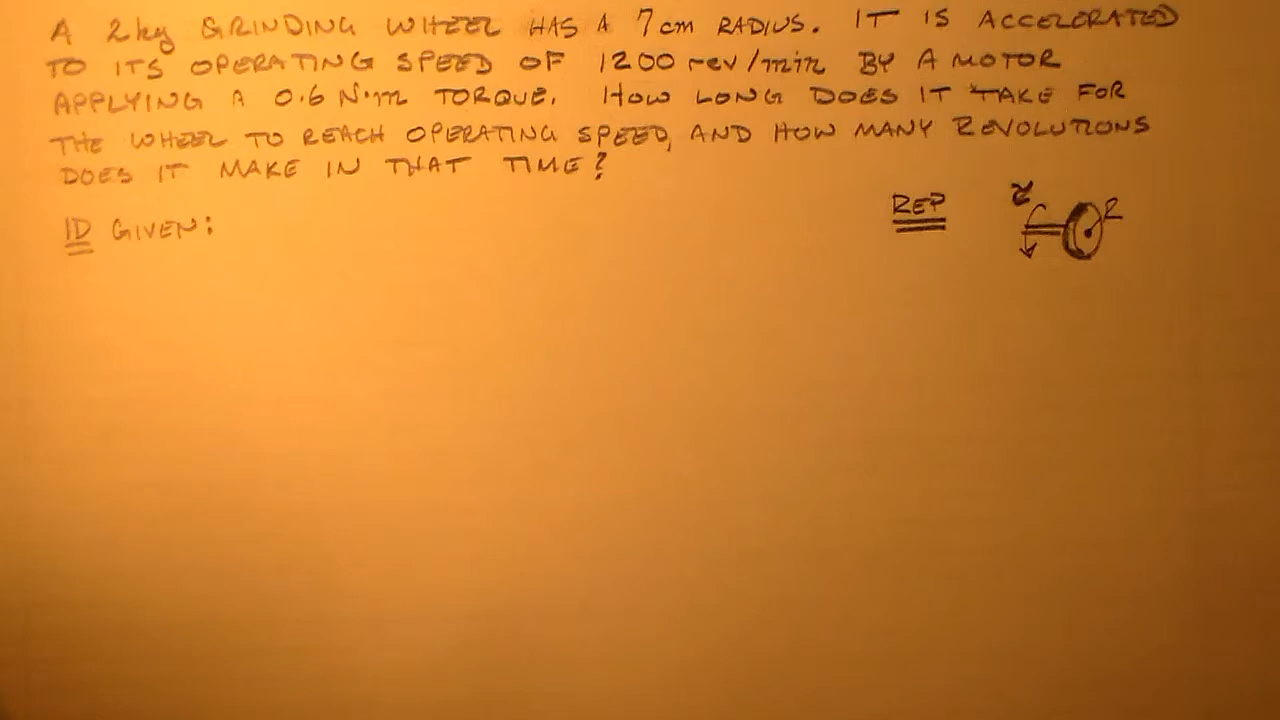 A 2kg GRINDING WHEEL HAS A 7cm RADIUS. IT IS ACCELERATED
TO ITS OPERATING SPEED OF 1200 rev/min BY A MOTOR
APPLYING A 0.6 N·m TORQUE. HOW LONG DOES IT TAKE FOR
THE WHEEL TO REACH OPERATING SPEED, AND HOW MANY REVOLUTIONS
DOES IT MAKE IN THAT TIME?
ID GIVEN:
REP
τ
R